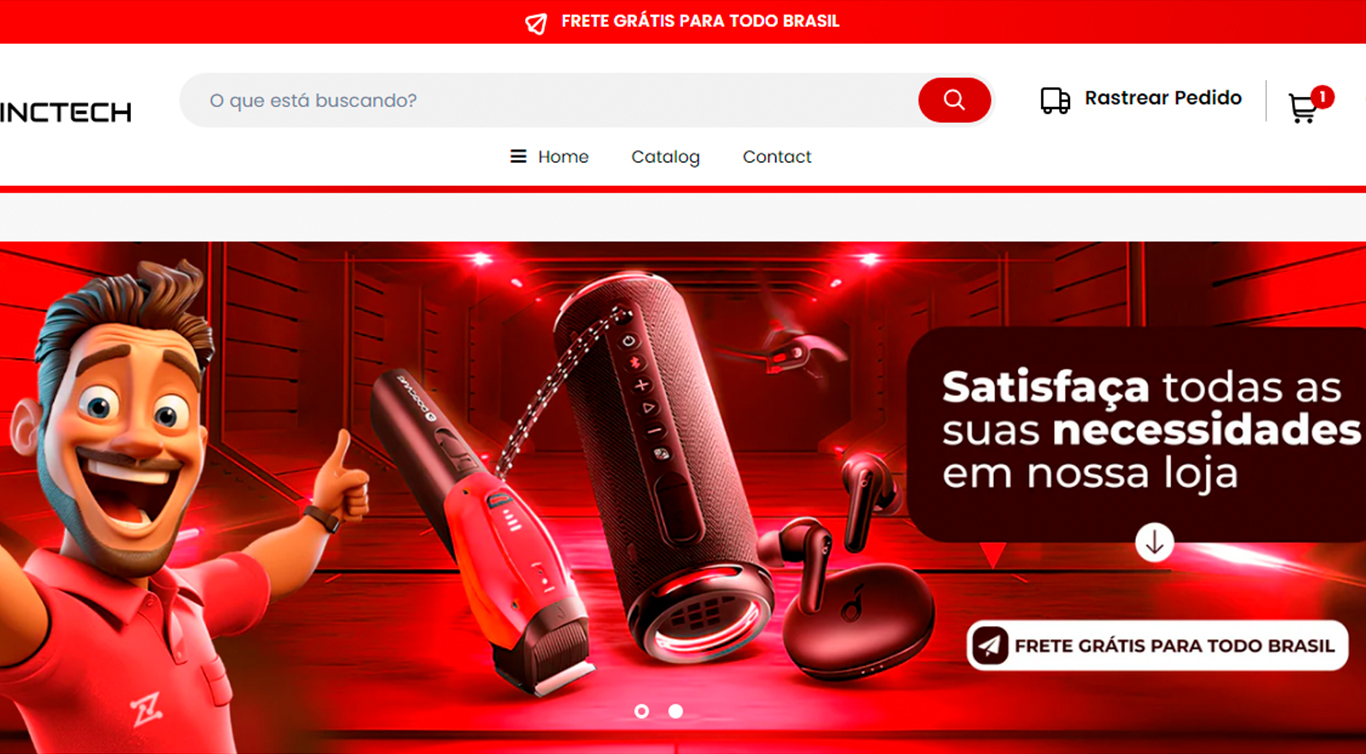 FRETE GRÁTIS PARA TODO BRASIL
INCTECH
O que está buscando?
Rastrear Pedido
1
Home
Catalog
Contact
Satisfaça todas as
suas necessidades
em nossa loja
FRETE GRÁTIS PARA TODO BRASIL